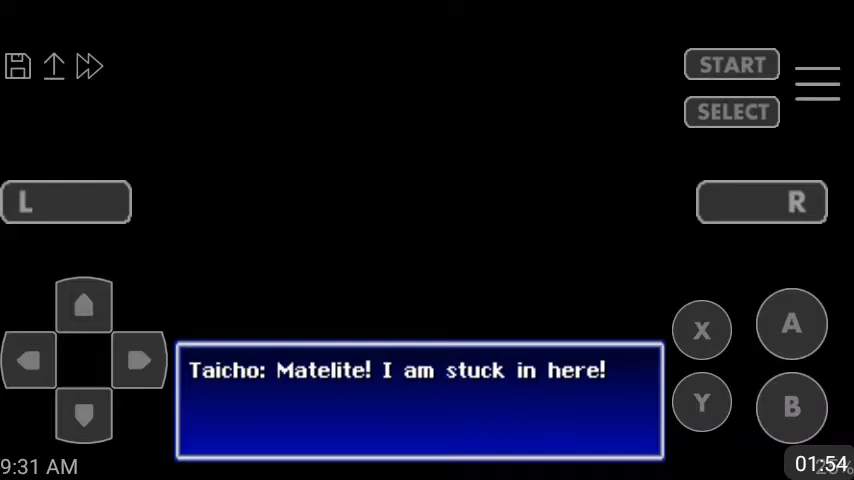 START
SELECT
L
R
X
A
Taicho: Matelite! I am stuck in here!
Y
B
9:31 AM
01:54